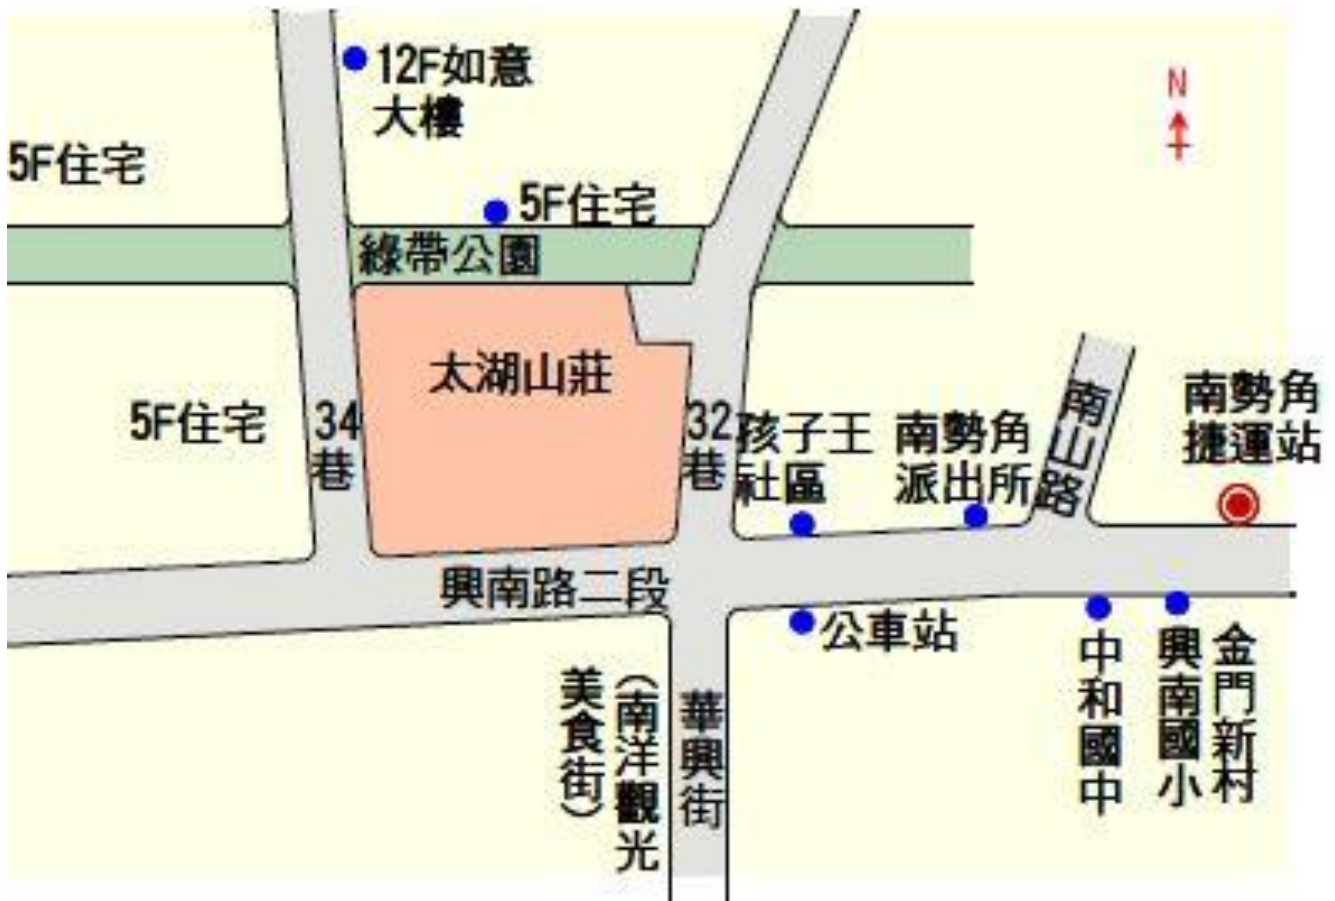 12F如意
大樓
N
5F住宅
5F住宅
綠帶公園
太湖山莊
5F住宅
34
巷
32
巷
孩子王
社區
南勢角
派出所
南山路
南勢角
捷運站
興南路二段
公車站
(南洋觀光
美食街)
華興街
中和國中
興南國小
金門新村